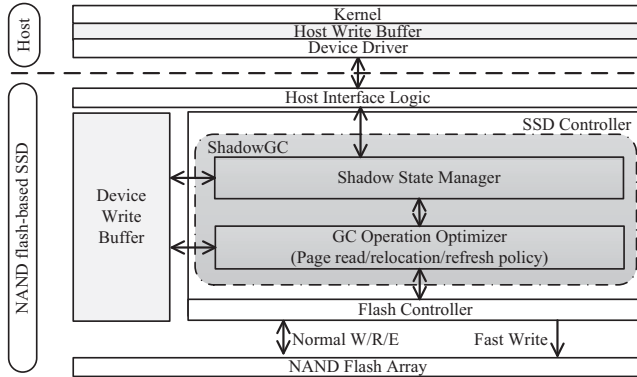 Host
Kernel
Host Write Buffer
Device Driver
NAND flash-based SSD
Host Interface Logic
SSD Controller
ShadowGC
Device
Write
Buffer
Shadow State Manager
GC Operation Optimizer
(Page read/relocation/refresh policy)
Flash Controller
Normal W/R/E
Fast Write
NAND Flash Array